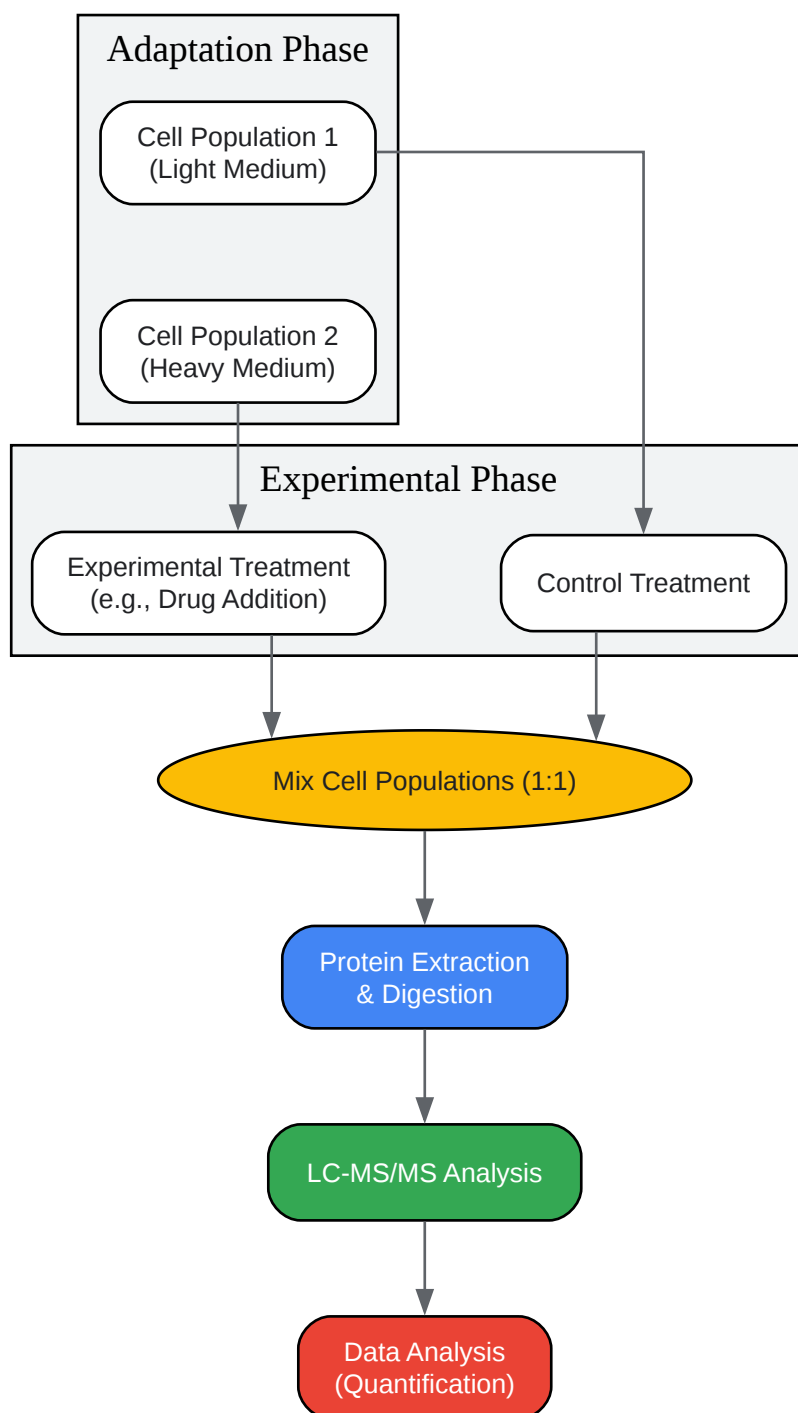 Adaptation Phase
Cell Population 1
(Light Medium)
Cell Population 2
(Heavy Medium)
Experimental Phase
Experimental Treatment
(e.g., Drug Addition)
Control Treatment
Mix Cell Populations (1:1)
Protein Extraction
& Digestion
LC-MS/MS Analysis
Data Analysis
(Quantification)